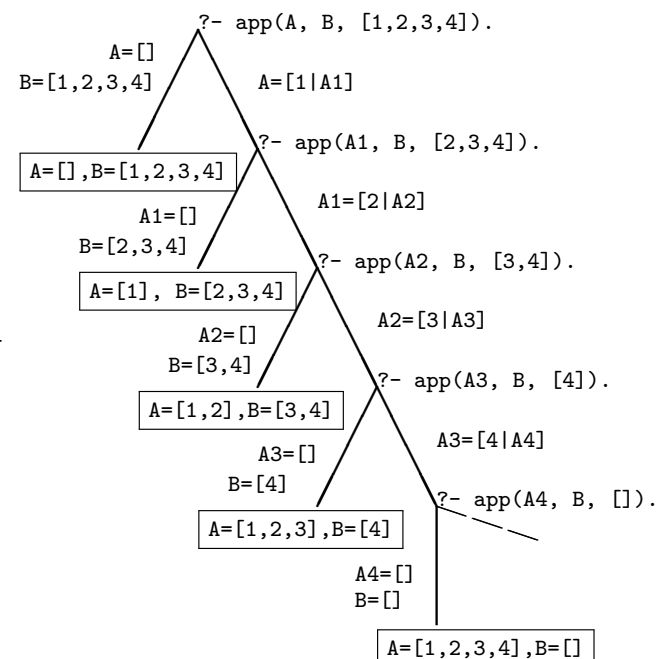 ?- app(A, B, [1,2,3,4]).
A=[]
B=[1,2,3,4]
A=[1|A1]
?- app(A1, B, [2,3,4]).
A=[],B=[1,2,3,4]
A1=[2|A2]
A1=[]
B=[2,3,4]
?- app(A2, B, [3,4]).
A=[1], B=[2,3,4]
A2=[3|A3]
A2=[]
B=[3,4]
?- app(A3, B, [4]).
A=[1,2],B=[3,4]
A3=[4|A4]
A3=[]
B=[4]
?- app(A4, B, []).
A=[1,2,3],B=[4]
A4=[]
B=[]
A=[1,2,3,4],B=[]